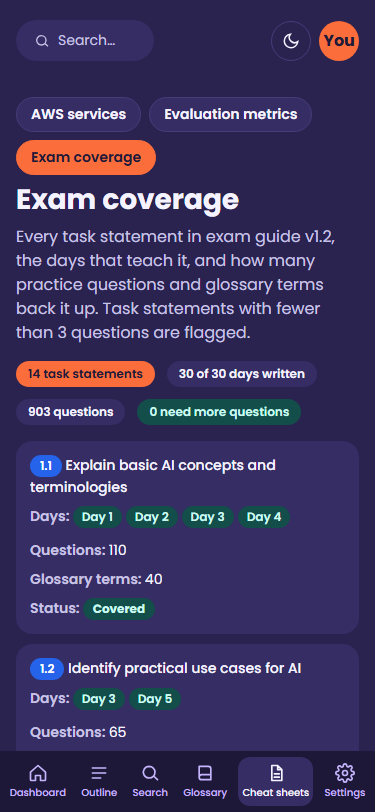 Search...
You
AWS services
Evaluation metrics
Exam coverage
Exam coverage
Every task statement in exam guide v1.2,
the days that teach it, and how many
practice questions and glossary terms
back it up. Task statements with fewer
than 3 questions are flagged.
14 task statements
30 of 30 days written
903 questions
0 need more questions
1.1 Explain basic AI concepts and
terminologies
Days: Day 1 Day 2 Day 3 Day 4
Questions: 110
Glossary terms: 40
Status: Covered
1.2 Identify practical use cases for AI
Days: Day 3 Day 5
Questions: 65
Dashboard
Outline
Search
Glossary
Cheat sheets
Settings